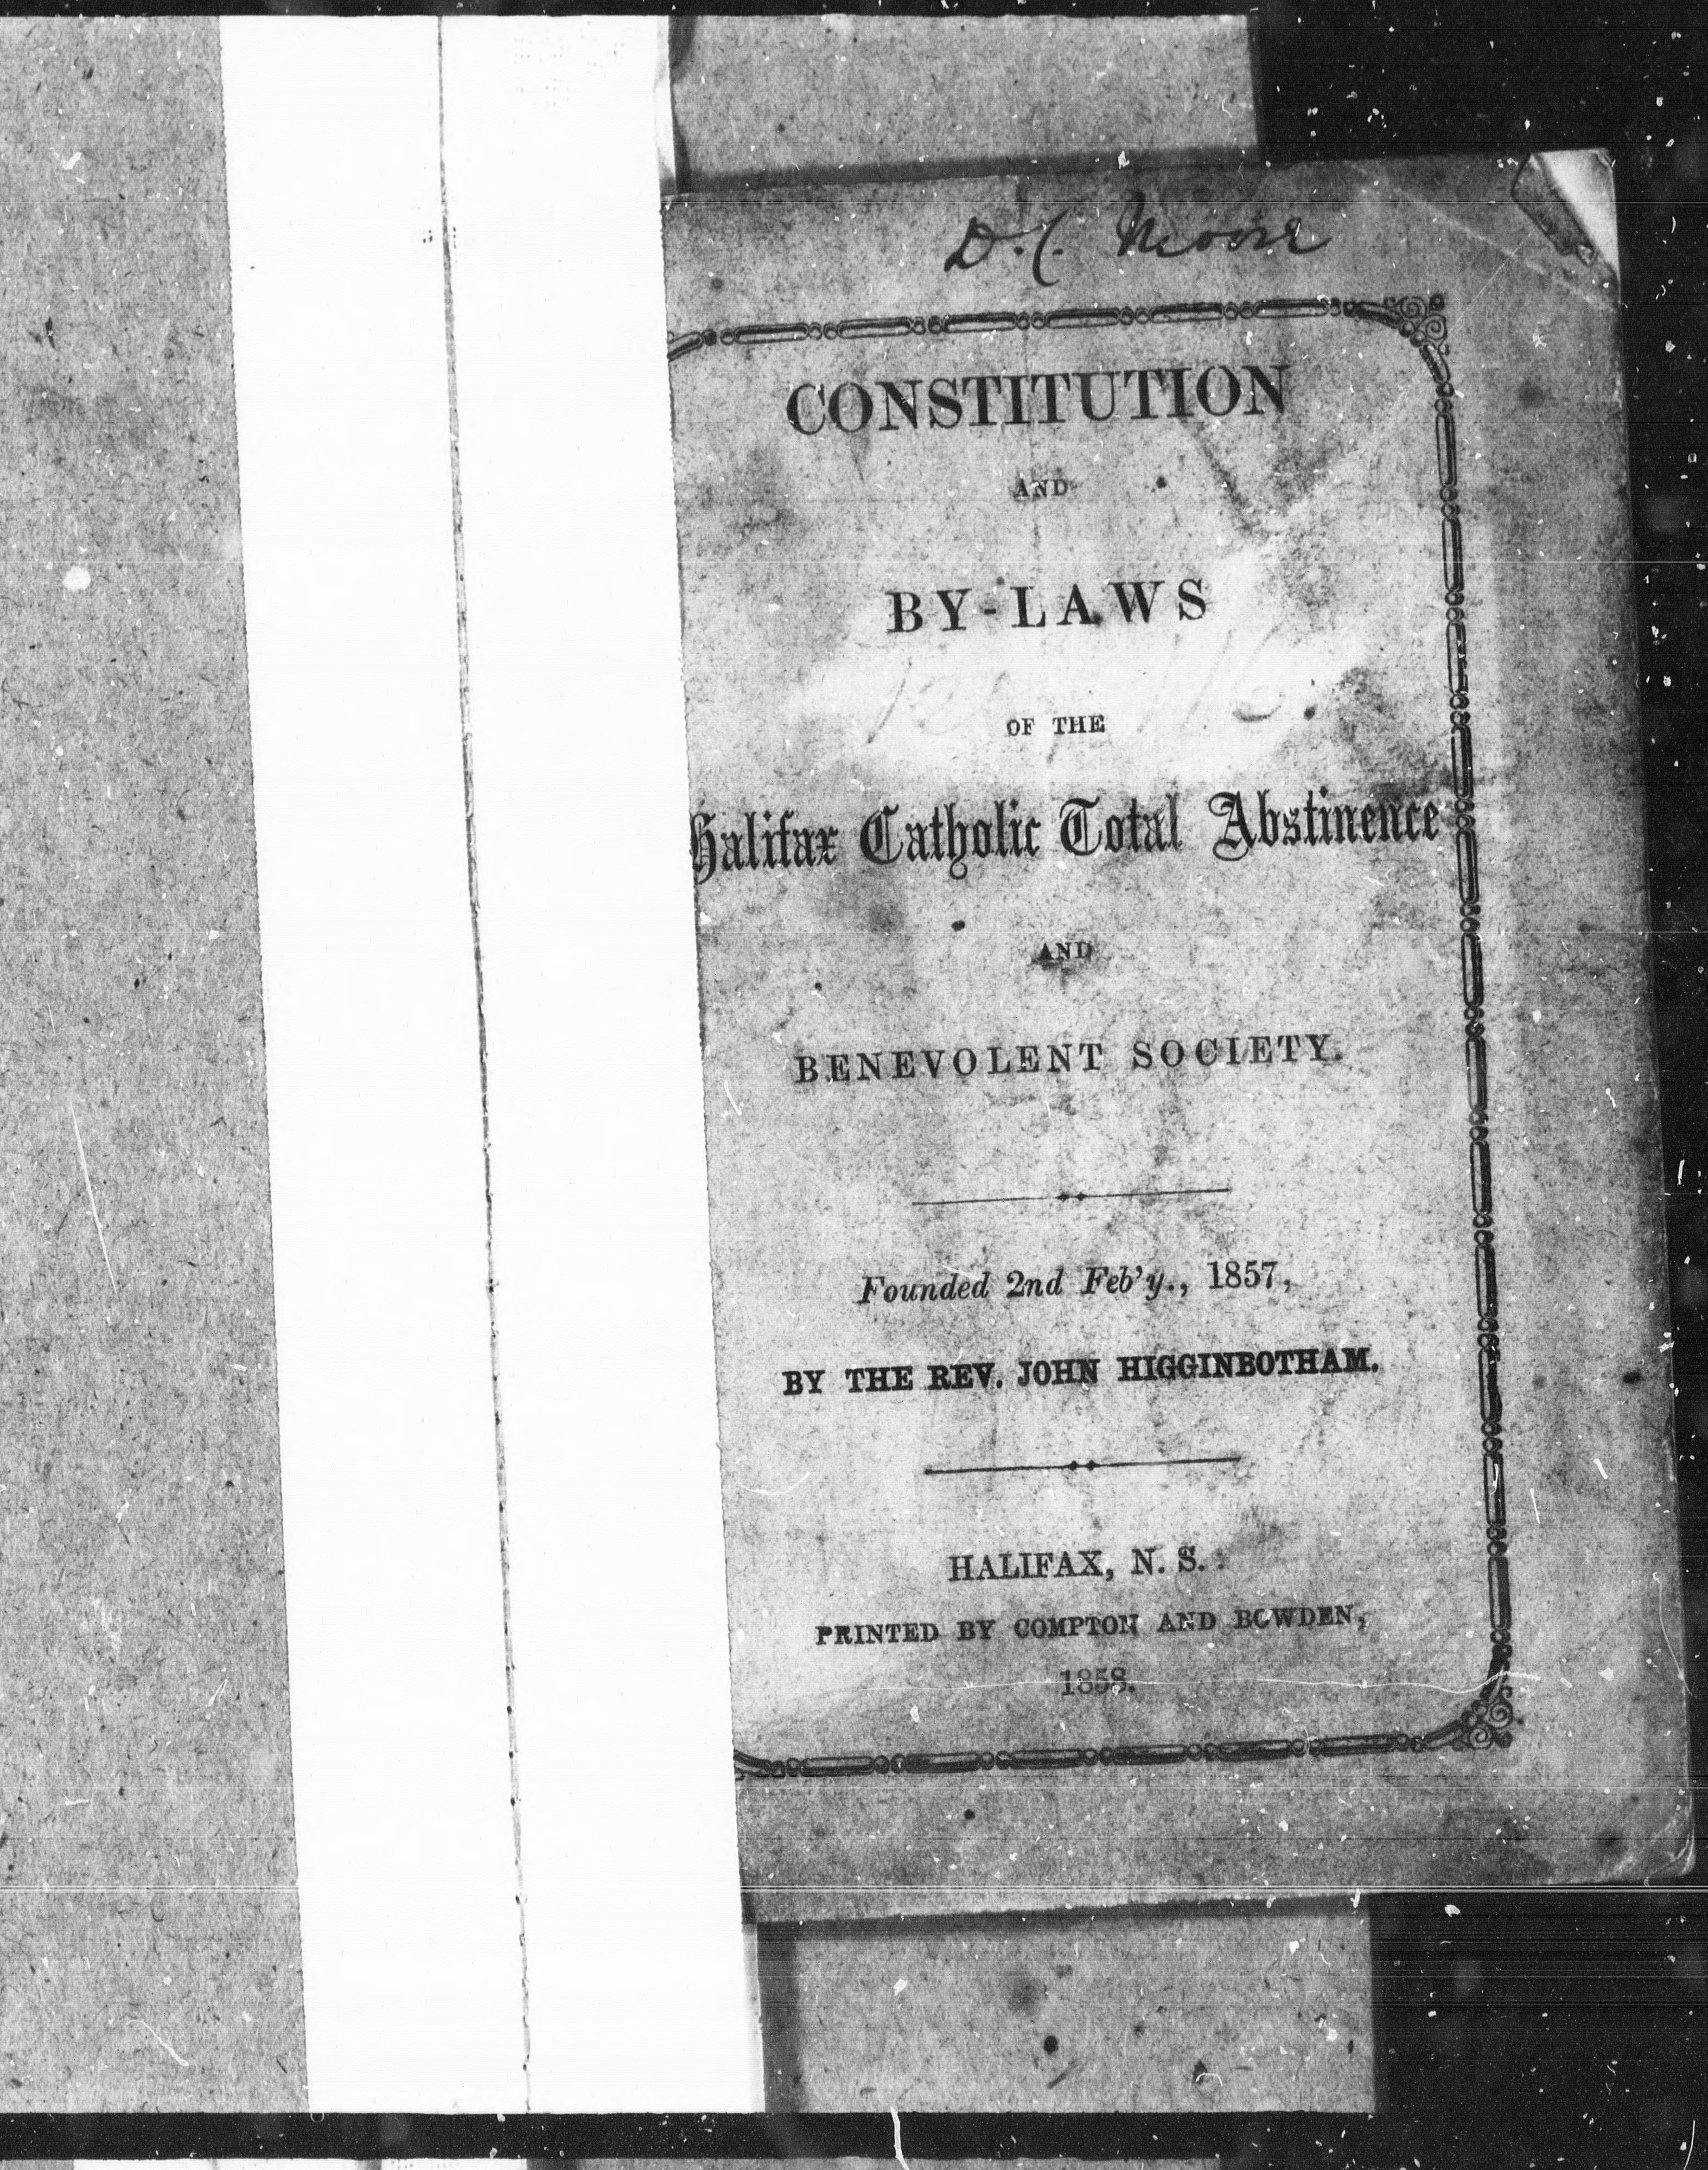 D. C. Moore
CONSTITUTION
AND
BY-LAWS
OF THE
Halifax Catholic Total Abstinence
AND
BENEVOLENT SOCIETY.
Founded 2nd Feb'y., 1857,
BY THE REV. JOHN HIGGINBOTHAM.
HALIFAX, N. S.:
PRINTED BY COMPTON AND BOWDEN,
1858.